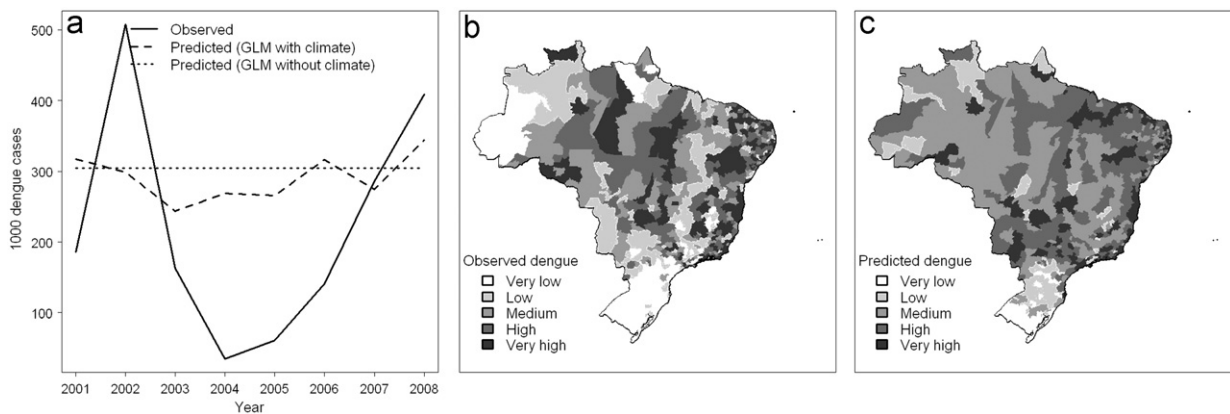 a
Observed
Predicted (GLM with climate)
Predicted (GLM without climate)
1000 dengue cases
500
400
300
200
100
2001 2002 2003 2004 2005 2006 2007 2008
Year
b
Observed dengue
Very low
Low
Medium
High
Very high
c
Predicted dengue
Very low
Low
Medium
High
Very high